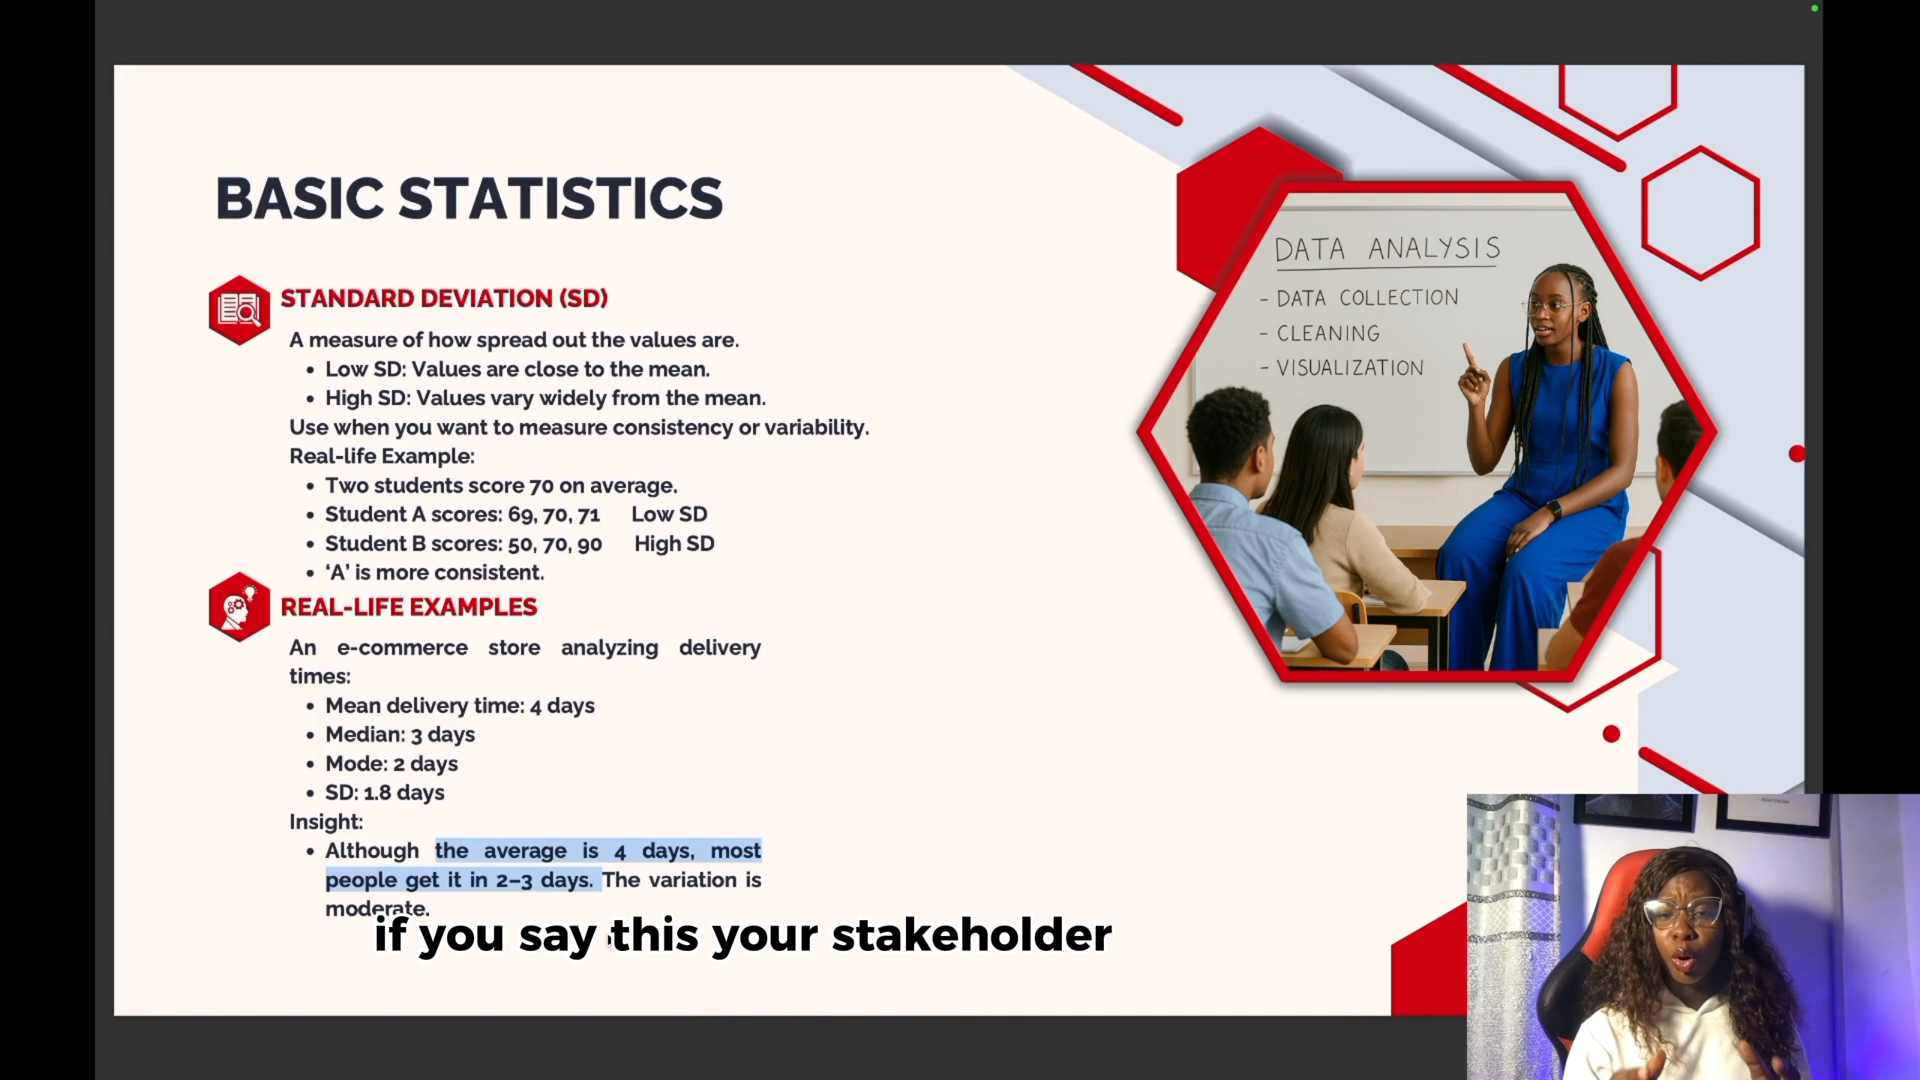 BASIC STATISTICS
STANDARD DEVIATION (SD)
A measure of how spread out the values are.
• Low SD: Values are close to the mean.
• High SD: Values vary widely from the mean.
Use when you want to measure consistency or variability.
Real-life Example:
• Two students score 70 on average.
• Student A scores: 69, 70, 71 Low SD
• Student B scores: 50, 70, 90 High SD
• ‘A’ is more consistent.
REAL-LIFE EXAMPLES
An e-commerce store analyzing delivery
times:
• Mean delivery time: 4 days
• Median: 3 days
• Mode: 2 days
• SD: 1.8 days
Insight:
• Although the average is 4 days, most
people get it in 2–3 days. The variation is
moderate.
if you say this your stakeholder
DATA ANALYSIS
- DATA COLLECTION
- CLEANING
- VISUALIZATION